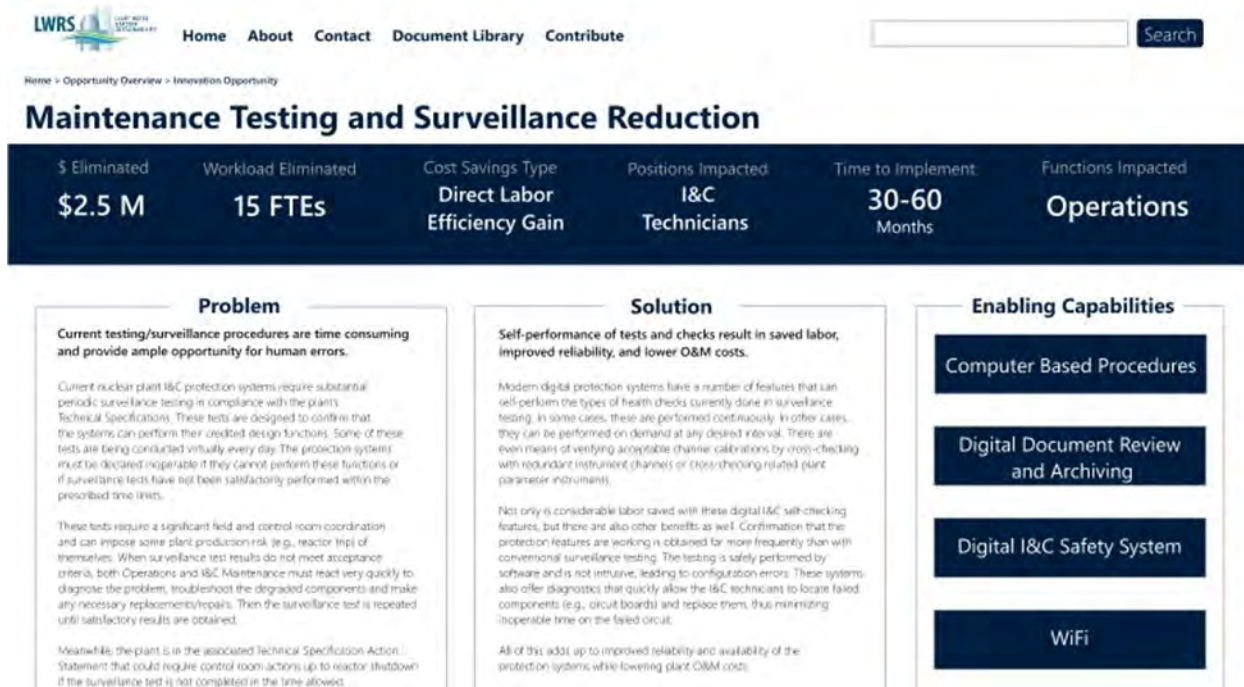 LWRS
Home About Contact Document Library Contribute
Search
Home > Opportunity Overview > Innovation Opportunity
Maintenance Testing and Surveillance Reduction
$ Eliminated
$2.5 M
Workload Eliminated
15 FTEs
Cost Savings Type
Direct Labor
Efficiency Gain
Positions Impacted
I&C
Technicians
Time to Implement
30-60
Months
Functions Impacted
Operations
Problem
Current testing/surveillance procedures are time consuming
and provide ample opportunity for human errors.
Current nuclear plant I&C protection systems require substantial
periodic surveillance testing in compliance with the plant's
Technical Specifications. These tests are designed to confirm that
the systems can perform their credited design functions. Some of these
tests are being conducted virtually every day. The protection systems
must be declared inoperable if they cannot perform these functions or
if surveillance tests have not been satisfactorily performed within the
prescribed time limits.
These tests require a significant field and control room coordination
and can impose some plant production risk (e.g., reactor trip) of
themselves. When surveillance test results do not meet acceptance
criteria, both Operations and I&C Maintenance must react very quickly to
diagnose the problem, troubleshoot the degraded components and make
any necessary replacements/repairs. Then the surveillance test is repeated
until satisfactory results are obtained.
Meanwhile, the plant is in the associated Technical Specification Action
Statement that could require control room actions up to reactor shutdown
if the surveillance test is not completed in the time allowed.
Solution
Self-performance of tests and checks result in saved labor,
improved reliability, and lower O&M costs.
Modern digital protection systems have a number of features that can
self-perform the types of health checks currently done in surveillance
testing. In some cases, these are performed continuously. In other cases,
they can be performed on demand at any desired interval. There are
even means of verifying acceptable channel calibrations by cross-checking
with redundant instrument channels or cross-checking related plant
parameter instruments.
Not only is considerable labor saved with these digital I&C self-checking
features, but there are also other benefits as well. Confirmation that the
protection features are working is obtained far more frequently than with
conventional surveillance testing. The testing is safely performed by
software and is not intrusive, leading to configuration errors. These systems
also offer diagnostics that quickly allow the I&C technicians to locate failed
components (e.g., circuit boards) and replace them, thus minimizing
inoperable time on the failed circuit.
All of this adds up to improved reliability and availability of the
protection systems while lowering plant O&M costs.
Enabling Capabilities
Computer Based Procedures
Digital Document Review
and Archiving
Digital I&C Safety System
WiFi